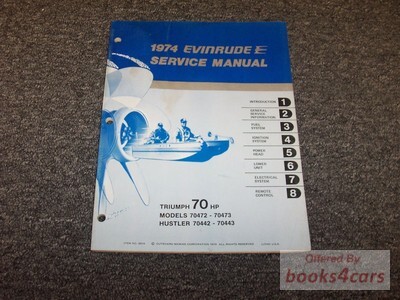 1974 EVINRUDE E
SERVICE MANUAL
INTRODUCTION 1
GENERAL
SERVICE
INFORMATION
2
FUEL
SYSTEM
3
IGNITION
SYSTEM
4
POWER
HEAD
5
LOWER
UNIT
6
ELECTRICAL
SYSTEM
7
REMOTE
CONTROL
8
TRIUMPH 70 HP
MODELS 70472 - 70473
HUSTLER 70442 - 70443
Offered By
books4cars